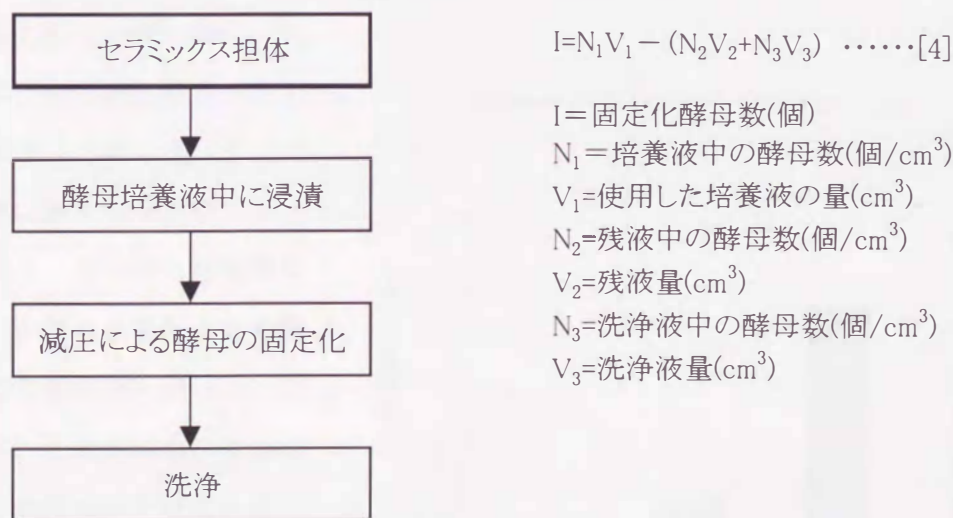 セラミックス担体
酵母培養液中に浸漬
減圧による酵母の固定化
洗浄
I=N₁V₁−(N₂V₂+N₃V₃) ······[4]
I=固定化酵母数(個)
N₁=培養液中の酵母数(個/cm³)
V₁=使用した培養液の量(cm³)
N₂=残液中の酵母数(個/cm³)
V₂=残液量(cm³)
N₃=洗浄液中の酵母数(個/cm³)
V₃=洗浄液量(cm³)